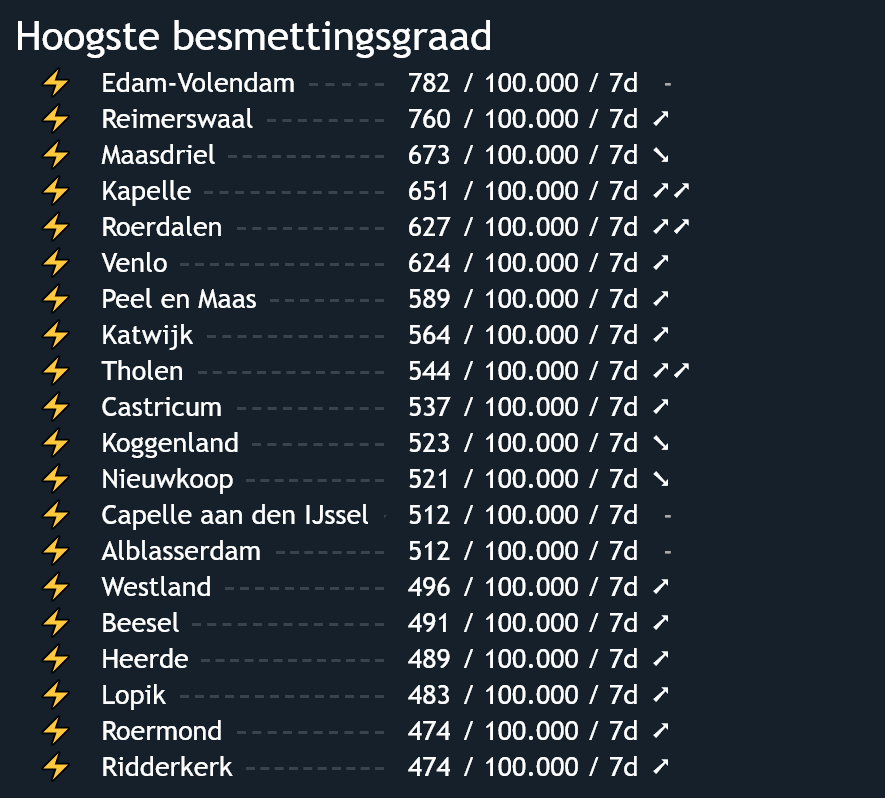 Hoogste besmettingsgraad
⚡ Edam-Volendam ------ 782 / 100.000 / 7d -
⚡ Reimerswaal --------- 760 / 100.000 / 7d ➚
⚡ Maasdriel ------------ 673 / 100.000 / 7d ➘
⚡ Kapelle -------------- 651 / 100.000 / 7d ➚➚
⚡ Roerdalen ----------- 627 / 100.000 / 7d ➚➚
⚡ Venlo ---------------- 624 / 100.000 / 7d ➚
⚡ Peel en Maas --------- 589 / 100.000 / 7d ➚
⚡ Katwijk -------------- 564 / 100.000 / 7d ➚
⚡ Tholen -------------- 544 / 100.000 / 7d ➚➚
⚡ Castricum ----------- 537 / 100.000 / 7d ➚
⚡ Koggenland ---------- 523 / 100.000 / 7d ➘
⚡ Nieuwkoop ----------- 521 / 100.000 / 7d ➘
⚡ Capelle aan den IJssel - 512 / 100.000 / 7d -
⚡ Alblasserdam -------- 512 / 100.000 / 7d -
⚡ Westland ------------ 496 / 100.000 / 7d ➚
⚡ Beesel --------------- 491 / 100.000 / 7d ➚
⚡ Heerde -------------- 489 / 100.000 / 7d ➚
⚡ Lopik ---------------- 483 / 100.000 / 7d ➚
⚡ Roermond ----------- 474 / 100.000 / 7d ➚
⚡ Ridderkerk ---------- 474 / 100.000 / 7d ➚